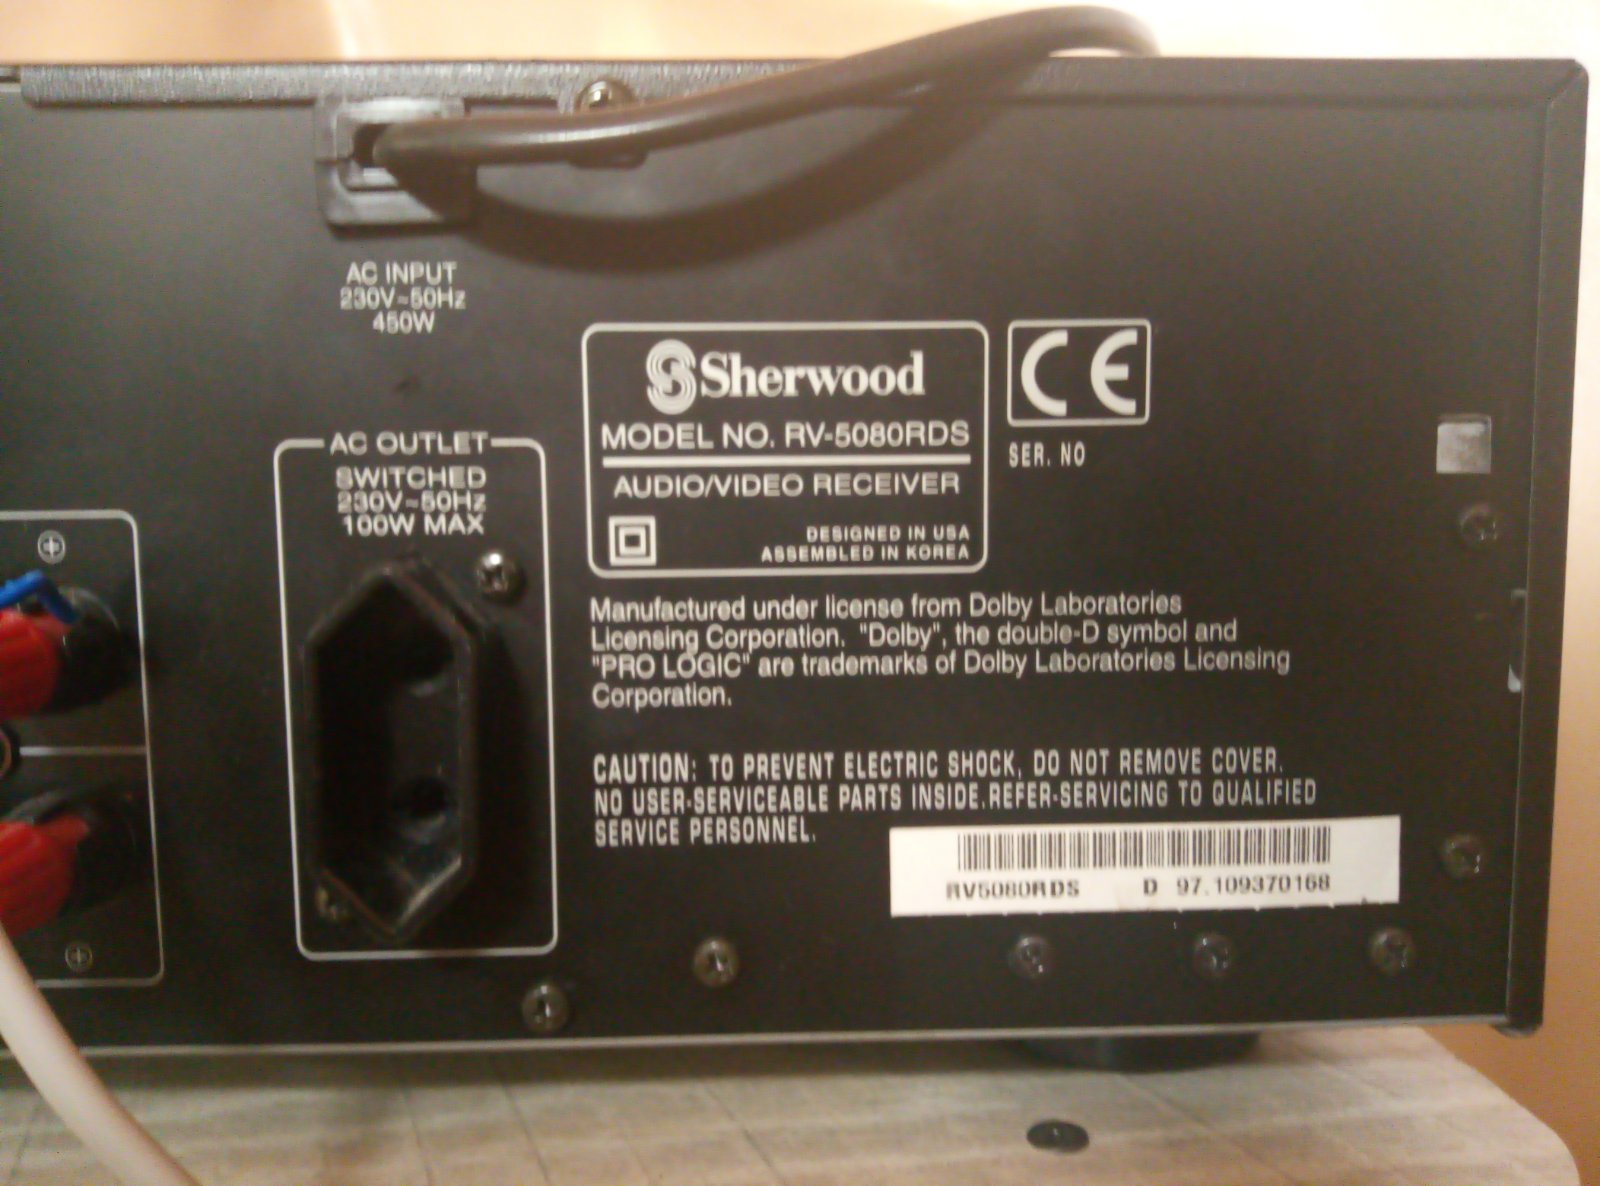 AC INPUT
230V~50Hz
450W
AC OUTLET
SWITCHED
230V~50Hz
100W MAX
Sherwood
MODEL NO. RV-5080RDS
AUDIO/VIDEO RECEIVER
DESIGNED IN USA
ASSEMBLED IN KOREA
CE
SER. NO
Manufactured under license from Dolby Laboratories
Licensing Corporation. "Dolby", the double-D symbol and
"PRO LOGIC" are trademarks of Dolby Laboratories Licensing
Corporation.
CAUTION: TO PREVENT ELECTRIC SHOCK, DO NOT REMOVE COVER.
NO USER-SERVICEABLE PARTS INSIDE.REFER-SERVICING TO QUALIFIED
SERVICE PERSONNEL.
RV5080RDS D 97.109370168